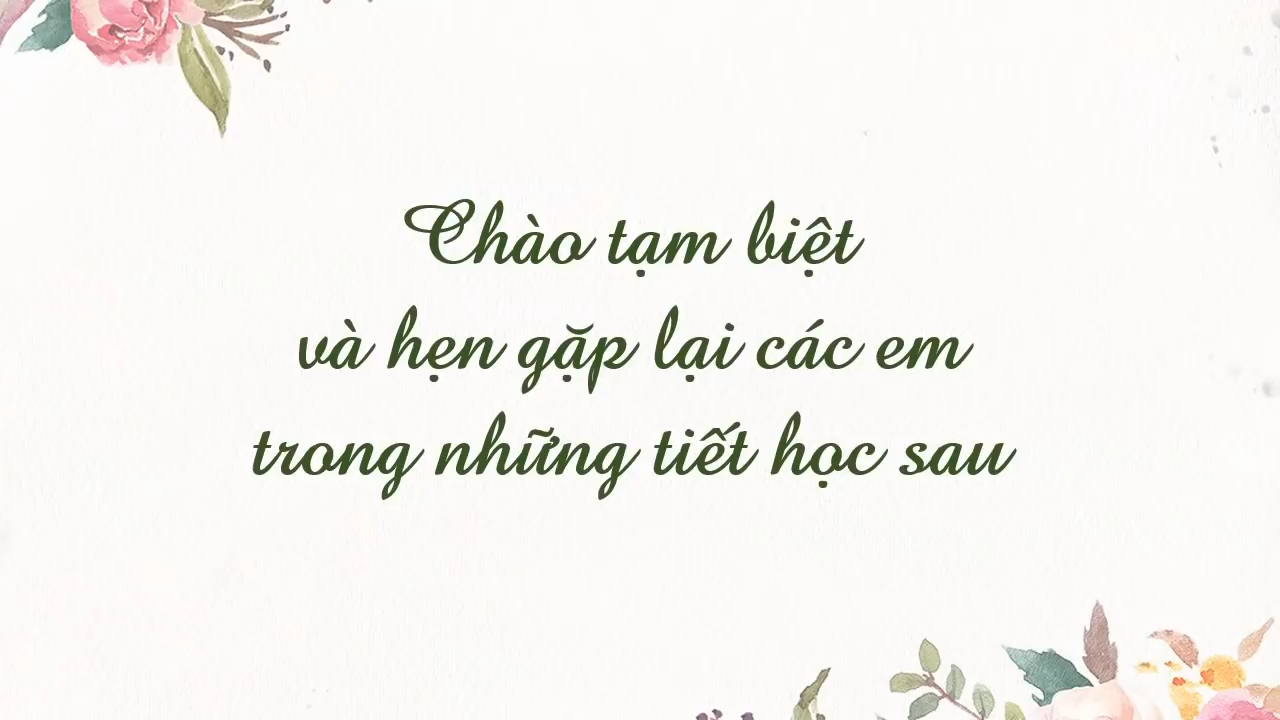 Chào tạm biệt
và hẹn gặp lại các em
trong những tiết học sau